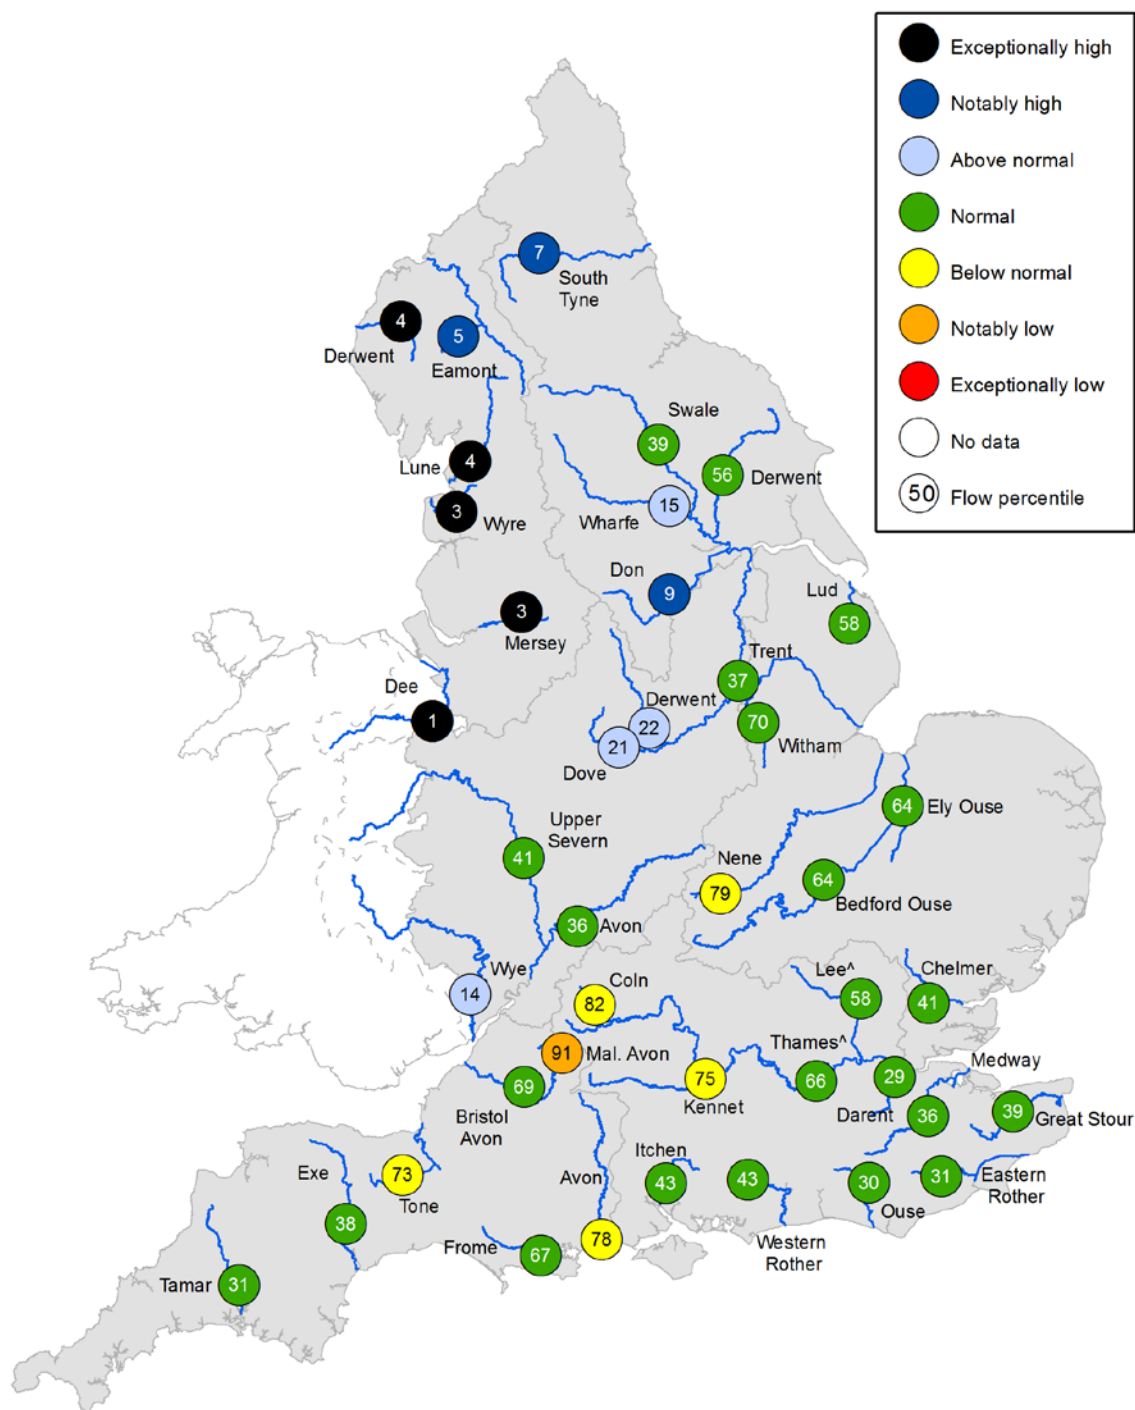 Exceptionally high
Notably high
Above normal
Normal
Below normal
Notably low
Exceptionally low
No data
50 Flow percentile
7
South
Tyne
4
Derwent
5
Eamont
Swale
39
56
Derwent
Lune
4
3
Wyre
15
Wharfe
Don
9
Lud
58
3
Mersey
Trent
37
Dee
1
Derwent
22
21
Dove
70
Witham
64
Ely Ouse
Upper
Severn
41
Nene
79
64
Bedford Ouse
36
Avon
Wye
14
Coln
82
Lee^
58
Chelmer
41
91
Mal. Avon
69
Bristol
Avon
75
Kennet
Thames^
66
29
Darent
Medway
36
39
Great Stour
Exe
38
73
Tone
Avon
78
Itchen
43
43
Western
Rother
30
Ouse
31
Eastern
Rother
Frome
67
Tamar
31